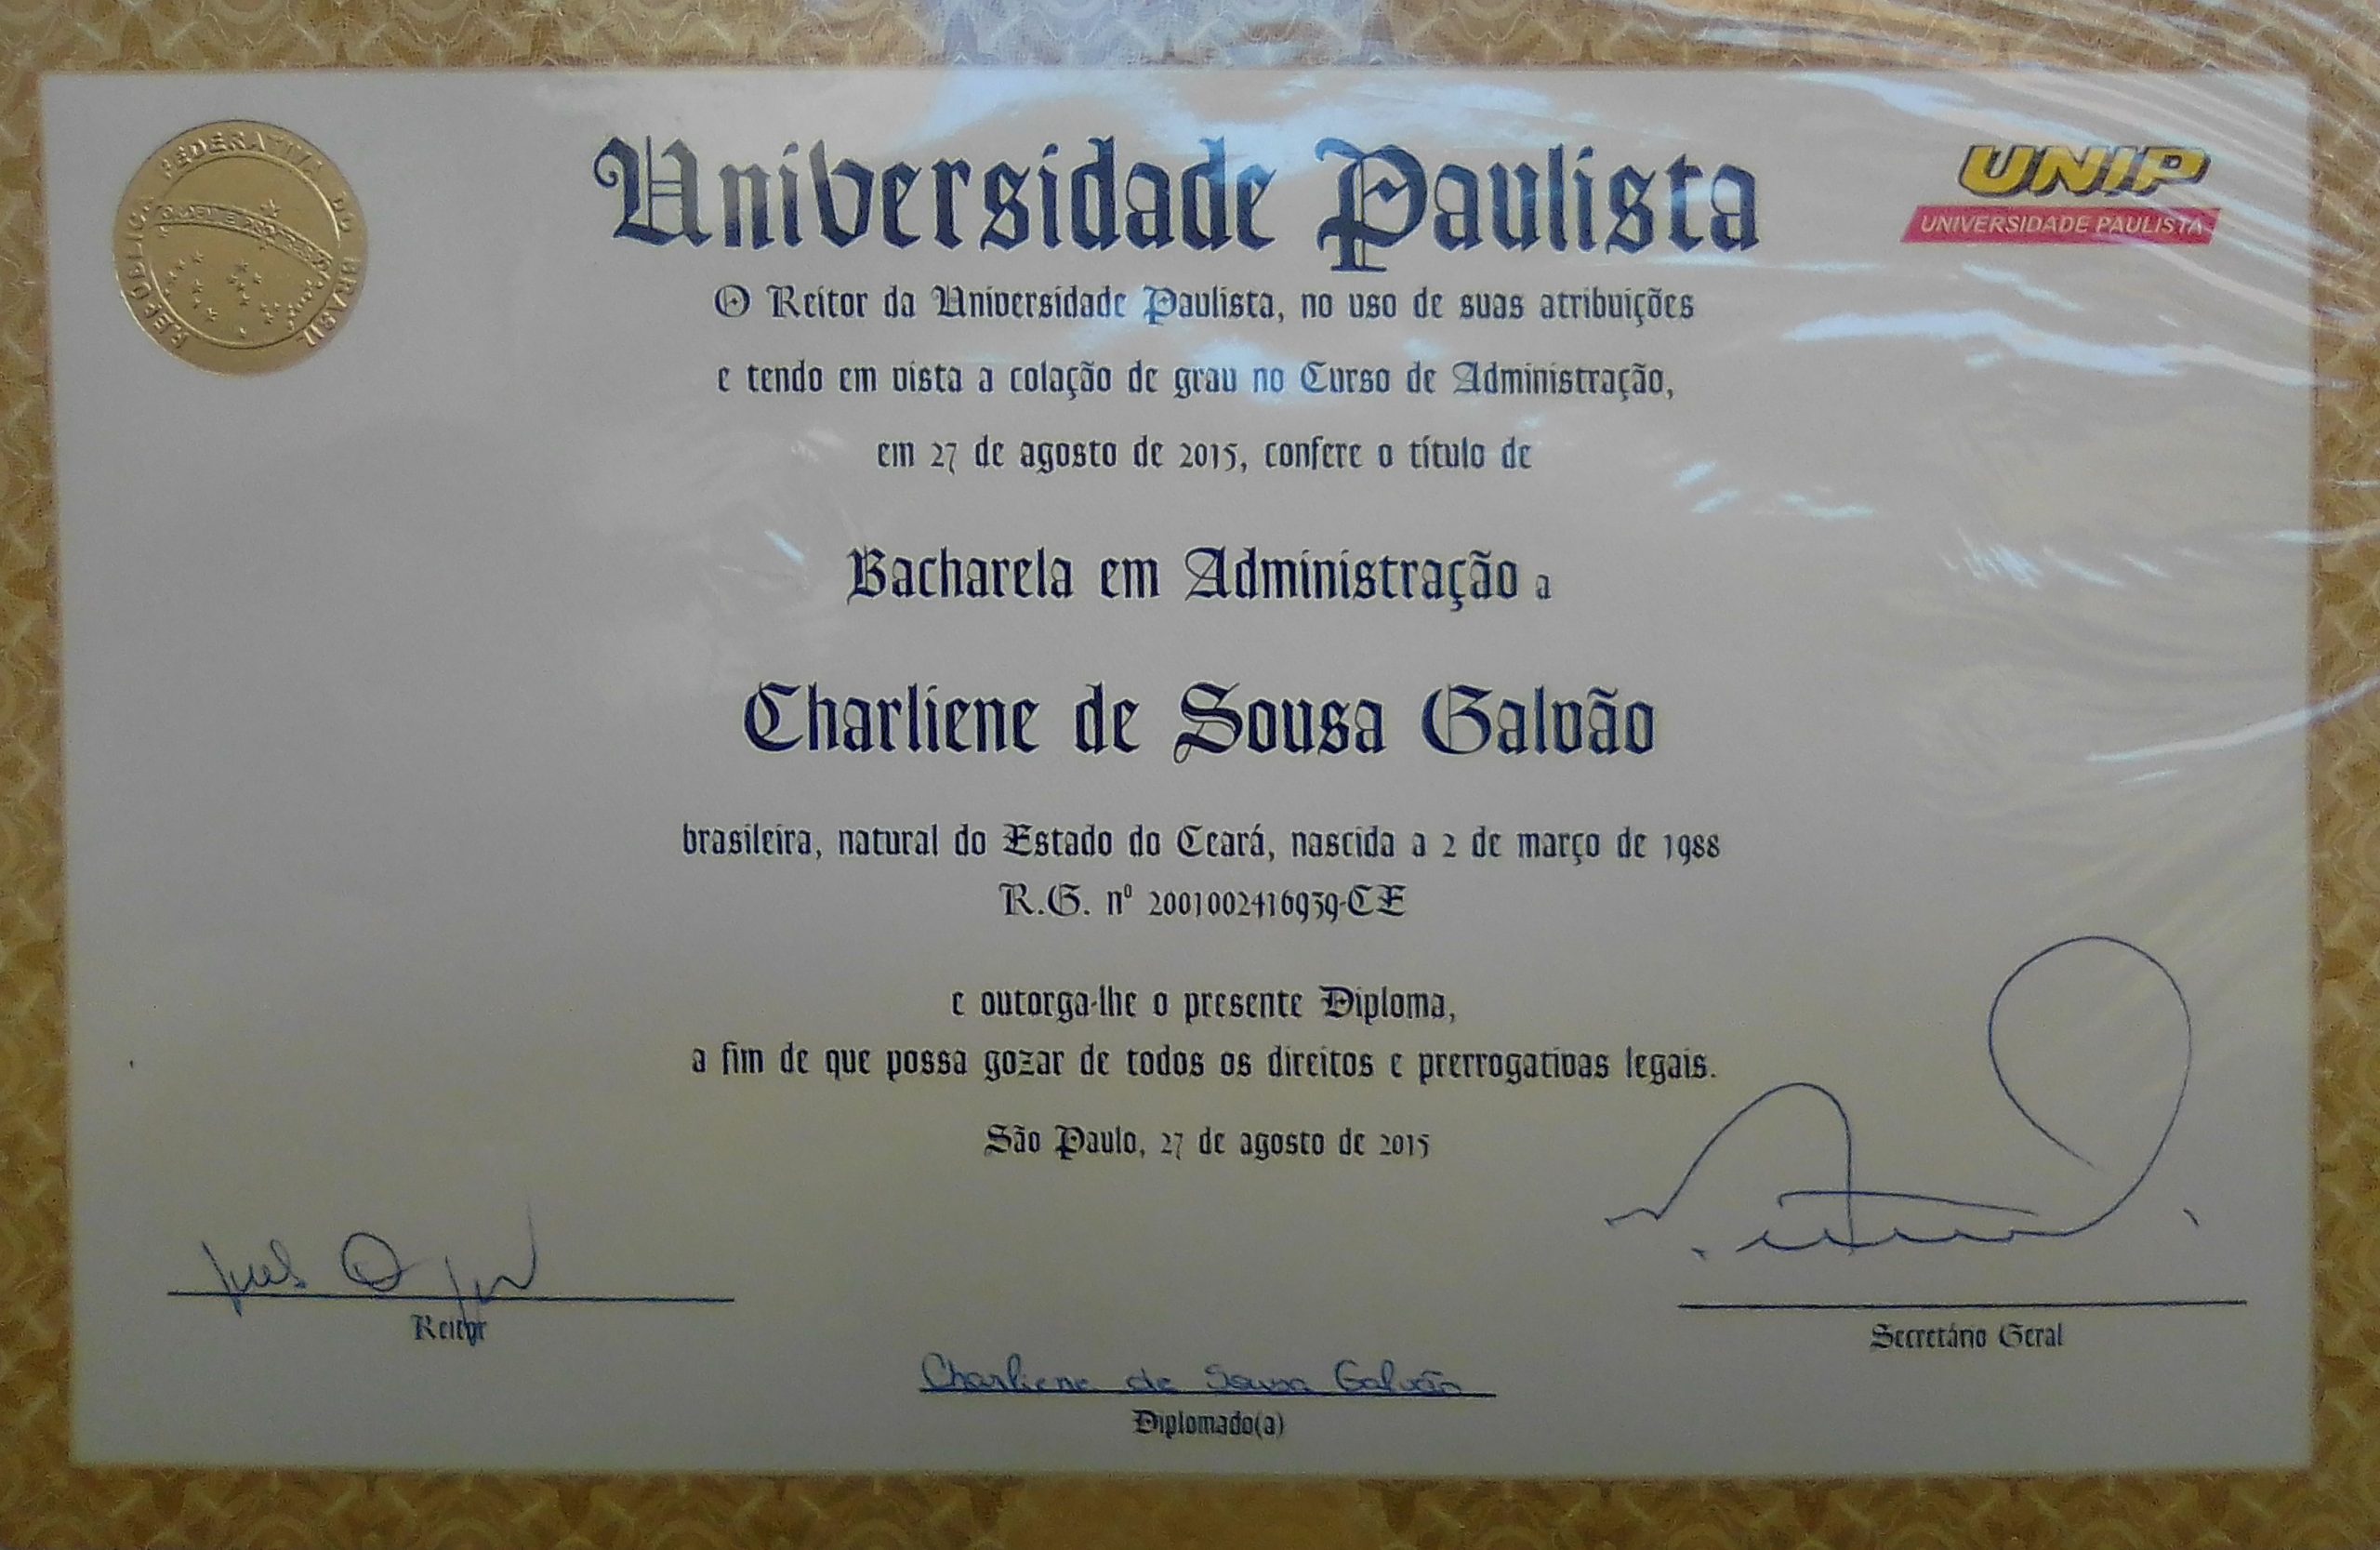 REPÚBLICA FEDERATIVA DO BRASIL
ORDEM E PROGRESSO
Universidade Paulista
UNIP
UNIVERSIDADE PAULISTA
O Reitor da Universidade Paulista, no uso de suas atribuições
e tendo em vista a colação de grau no Curso de Administração,
em 27 de agosto de 2015, confere o título de
Bacharela em Administração a
Charliene de Sousa Galvão
brasileira, natural do Estado do Ceará, nascida a 2 de março de 1988
R.G. nº 2001002416939-CE
e outorga-lhe o presente Diploma,
a fim de que possa gozar de todos os direitos e prerrogativas legais.
São Paulo, 27 de agosto de 2015
Reitor
Secretário Geral
Charliene de Sousa Galvão
Diplomado(a)